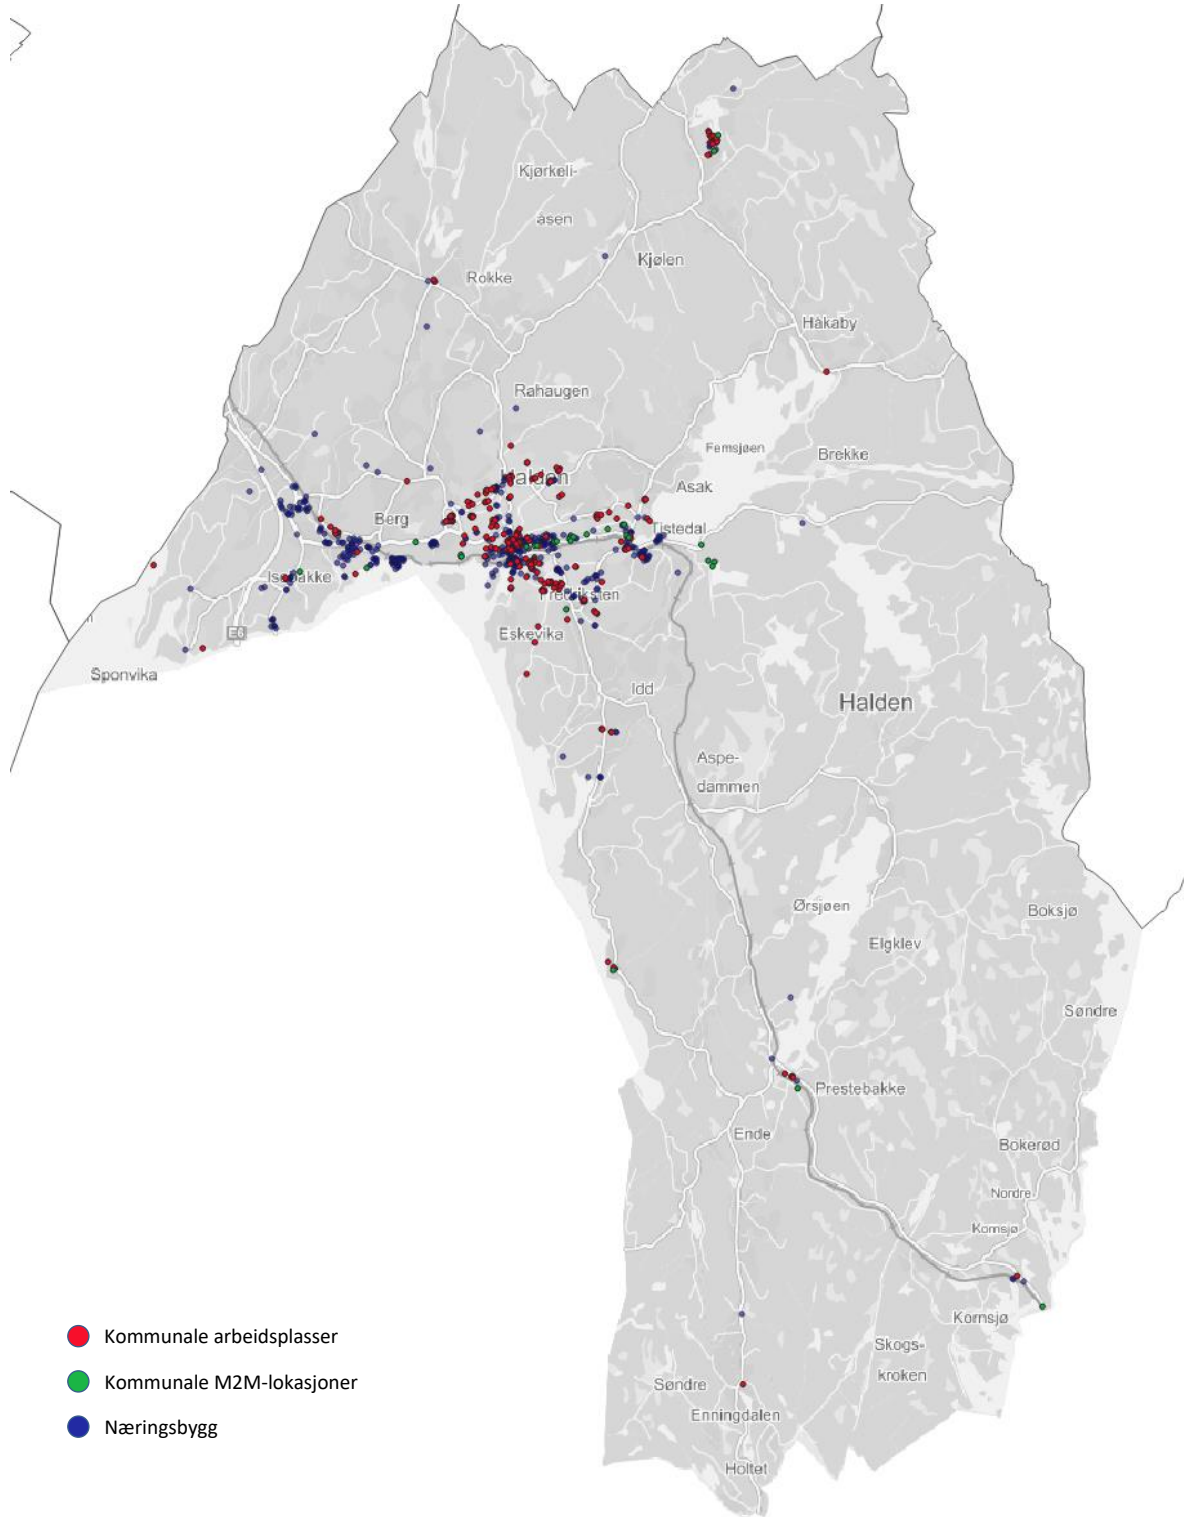 Kjørkeli-
asen
Kjølen
Rokke
Håkaby
Rahaugen
Femsjøen
Brekke
Halden
Asak
Berg
Tistedal
Isebakke
Fredriksten
Eskevika
E6
Sponvika
Idd
Halden
Aspe-
dammen
Ørsjøen
Boksjø
Elgklev
Søndre
Prestebakke
Ende
Bokerød
Nordre
Kornsjø
Kornsjø
Skogs-
kroken
Søndre
Enningdalen
Holtet
Kommunale arbeidsplasser
Kommunale M2M-lokasjoner
Næringsbygg